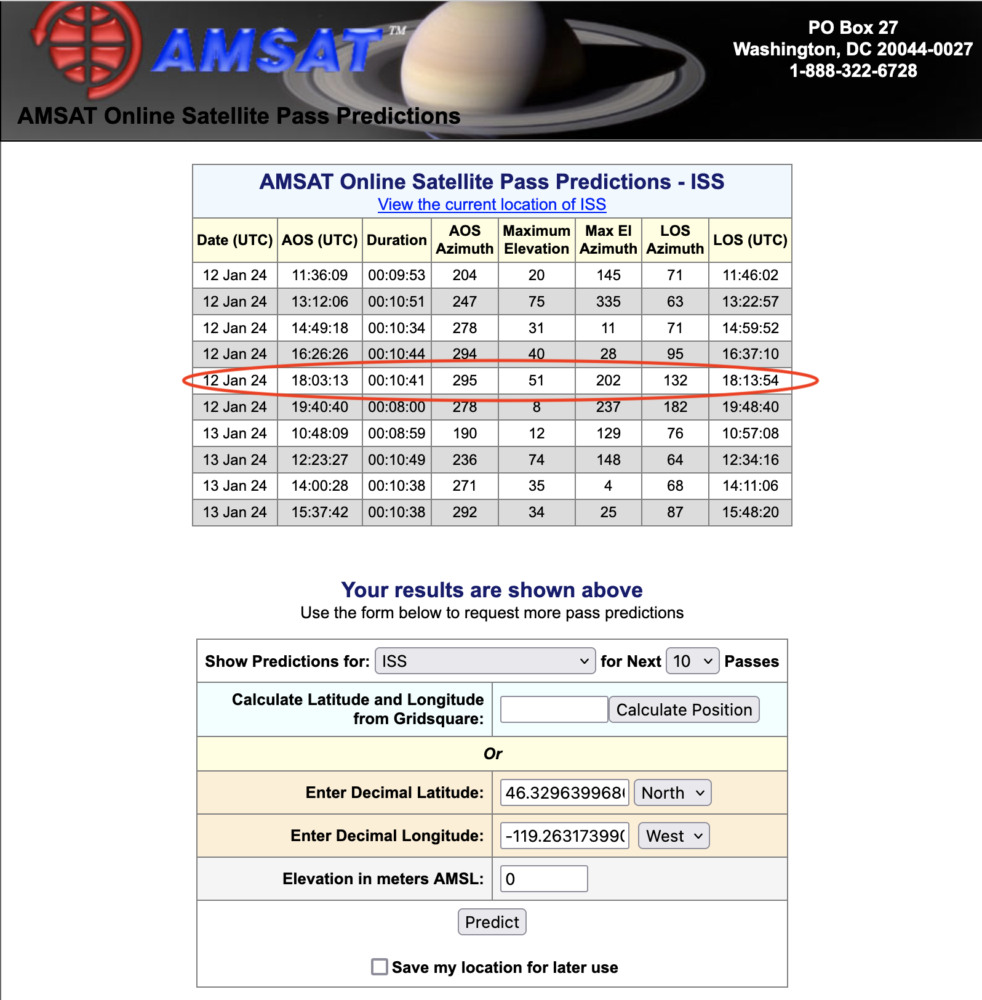 AMSAT™
PO Box 27
Washington, DC 20044-0027
1-888-322-6728
AMSAT Online Satellite Pass Predictions
AMSAT Online Satellite Pass Predictions - ISS
View the current location of ISS
Date (UTC) AOS (UTC) Duration AOS Azimuth Maximum Elevation Max El Azimuth LOS Azimuth LOS (UTC)
12 Jan 24 11:36:09 00:09:53 204 20 145 71 11:46:02
12 Jan 24 13:12:06 00:10:51 247 75 335 63 13:22:57
12 Jan 24 14:49:18 00:10:34 278 31 11 71 14:59:52
12 Jan 24 16:26:26 00:10:44 294 40 28 95 16:37:10
12 Jan 24 18:03:13 00:10:41 295 51 202 132 18:13:54
12 Jan 24 19:40:40 00:08:00 278 8 237 182 19:48:40
13 Jan 24 10:48:09 00:08:59 190 12 129 76 10:57:08
13 Jan 24 12:23:27 00:10:49 236 74 148 64 12:34:16
13 Jan 24 14:00:28 00:10:38 271 35 4 68 14:11:06
13 Jan 24 15:37:42 00:10:38 292 34 25 87 15:48:20
Your results are shown above
Use the form below to request more pass predictions
Show Predictions for: ISS for Next 10 Passes
Calculate Latitude and Longitude
from Gridsquare: Calculate Position
Or
Enter Decimal Latitude: 46.3296399686 North
Enter Decimal Longitude: -119.263173990 West
Elevation in meters AMSL: 0
Predict
Save my location for later use